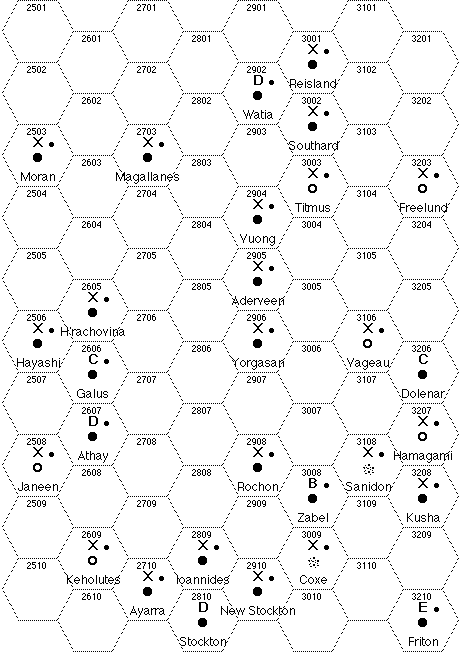 2501 2701 2901 3101
2601 2801 3001 3201
X
2502 2702 2902 3102
D
Reisland
2602 2802 3002 3202
X
Watia
2503 2703 2903 3103
X X
Southard
2603 2803 3003 3203
X X
Moran Magallanes
2504 2704 2904 3104
X
Titmus Freelund
2604 2804 3004 3204
Vuong
2505 2705 2905 3105
X
2605 2805 3005 3205
X
Aderveen
2506 2706 2906 3106
X X X
Hrachovina
2606 2806 3006 3206
C C
Hayashi Yorgasan Vageau
2507 2707 2907 3107
Galus Dolenar
2607 2807 3007 3207
D X
2508 2708 2908 3108
X X X
Athay Hamagami
2608 2808 3008 3208
B X
Janeen Rochon Sanidon
2509 2709 2909 3109
Zabel Kusha
2609 2809 3009 3209
X X X
2510 2710 2910 3110
X X
Keholutes Ioannides Coxe
2610 2810 3010 3210
D E
Ayarra New Stockton
Stockton Friton